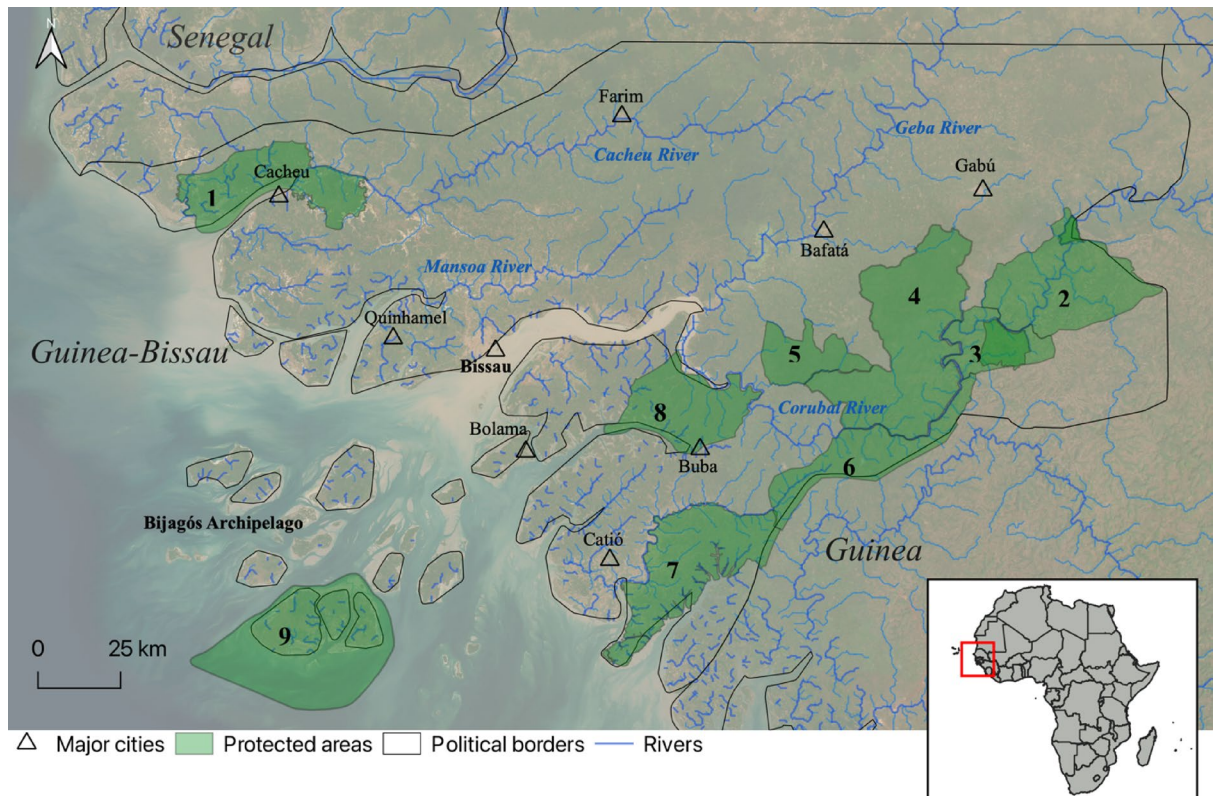 N
Senegal
Farim
Geba River
Cacheu River
Gabú
Cacheu
1
Bafatá
Mansoa River
4
2
Quinhamel
Guinea-Bissau
Bissau
5
3
8
Corubal River
Bolama
Buba
6
Bijagós Archipelago
Catió
Guinea
7
9
0 25 km
Major cities Protected areas Political borders Rivers